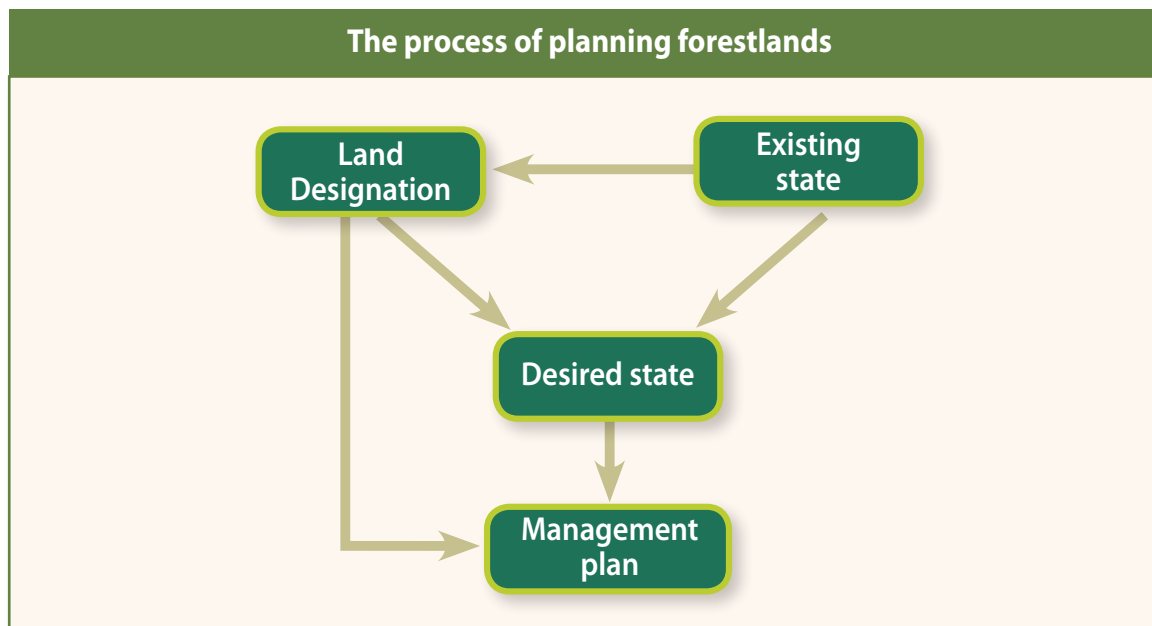 The process of planning forestlands
Land
Designation
Existing
state
Desired state
Management
plan